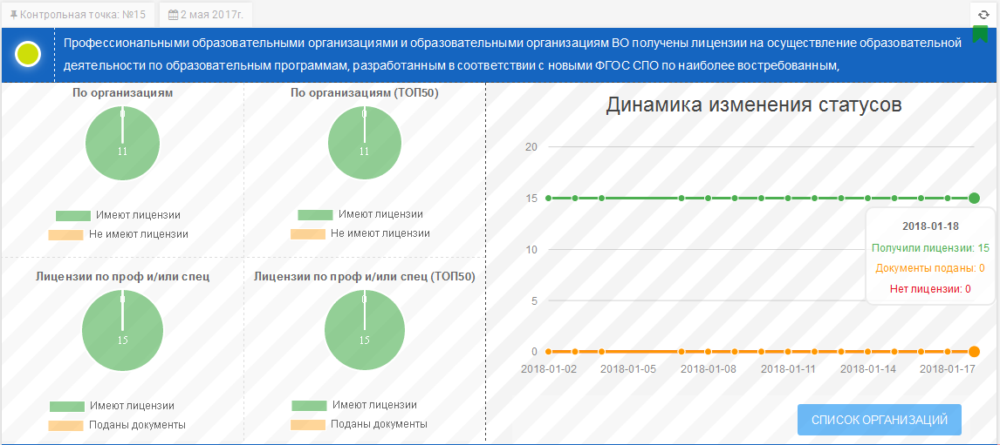 Контрольная точка: №15
2 мая 2017г.
Профессиональными образовательными организациями и образовательными организациям ВО получены лицензии на осуществление образовательной
деятельности по образовательным программам, разработанным в соответствии с новыми ФГОС СПО по наиболее востребованным,
По организациям
0
11
Имеют лицензии
Не имеют лицензии
По организациям (ТОП50)
0
11
Имеют лицензии
Не имеют лицензии
Лицензии по проф и/или спец
0
15
Имеют лицензии
Поданы документы
Лицензии по проф и/или спец (ТОП50)
0
15
Имеют лицензии
Поданы документы
Динамика изменения статусов
20
15
10
5
0
2018-01-02
2018-01-05
2018-01-08
2018-01-11
2018-01-14
2018-01-17
2018-01-18
Получили лицензии: 15
Документы поданы: 0
Нет лицензии: 0
СПИСОК ОРГАНИЗАЦИЙ